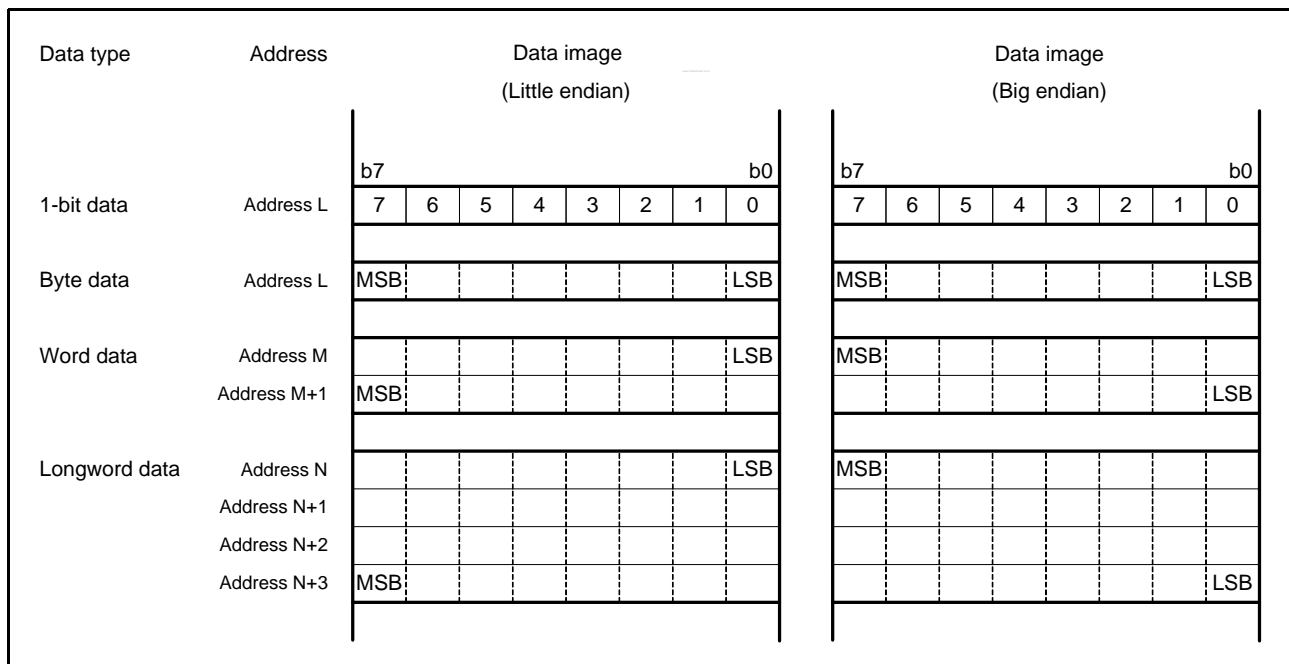 Data type Address Data image Data image
(Little endian) (Big endian)
b7 b0 b7 b0
1-bit data Address L 7 6 5 4 3 2 1 0 7 6 5 4 3 2 1 0
Byte data Address L MSB LSB MSB LSB
Word data Address M LSB MSB
Address M+1 MSB LSB
Longword data Address N LSB MSB
Address N+1
Address N+2
Address N+3 MSB LSB